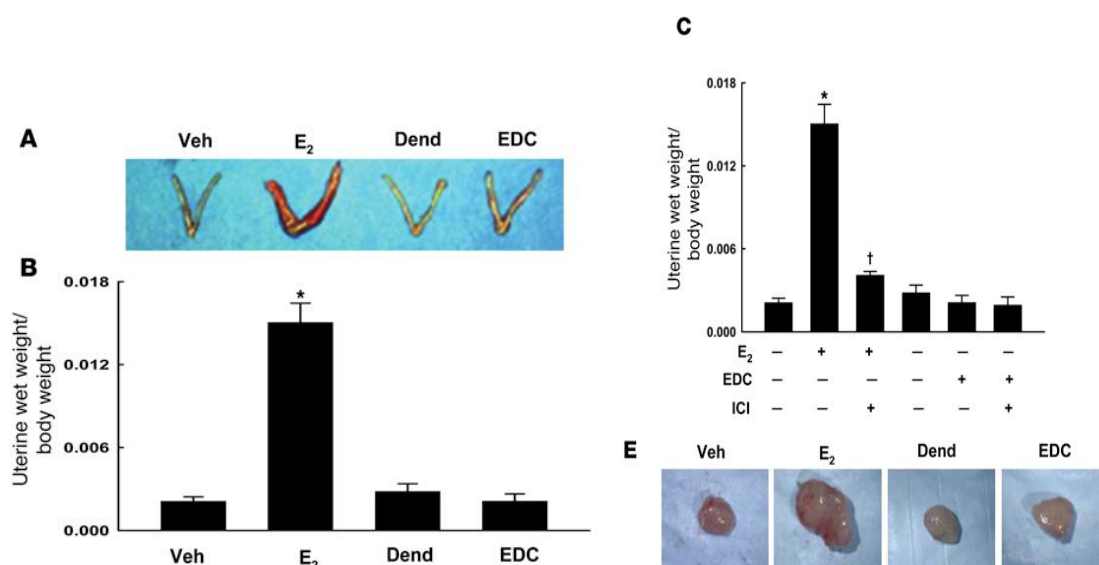 A
Veh E2 Dend EDC
B
Uterine wet weight/
body weight
0.018
0.012
0.006
0.000
*
Veh E2 Dend EDC
C
Uterine wet weight/
body weight
0.018
0.012
0.006
0.000
*
†
E2 – + + – – –
EDC – – – – + +
ICI – – + – – +
E
Veh E2 Dend EDC